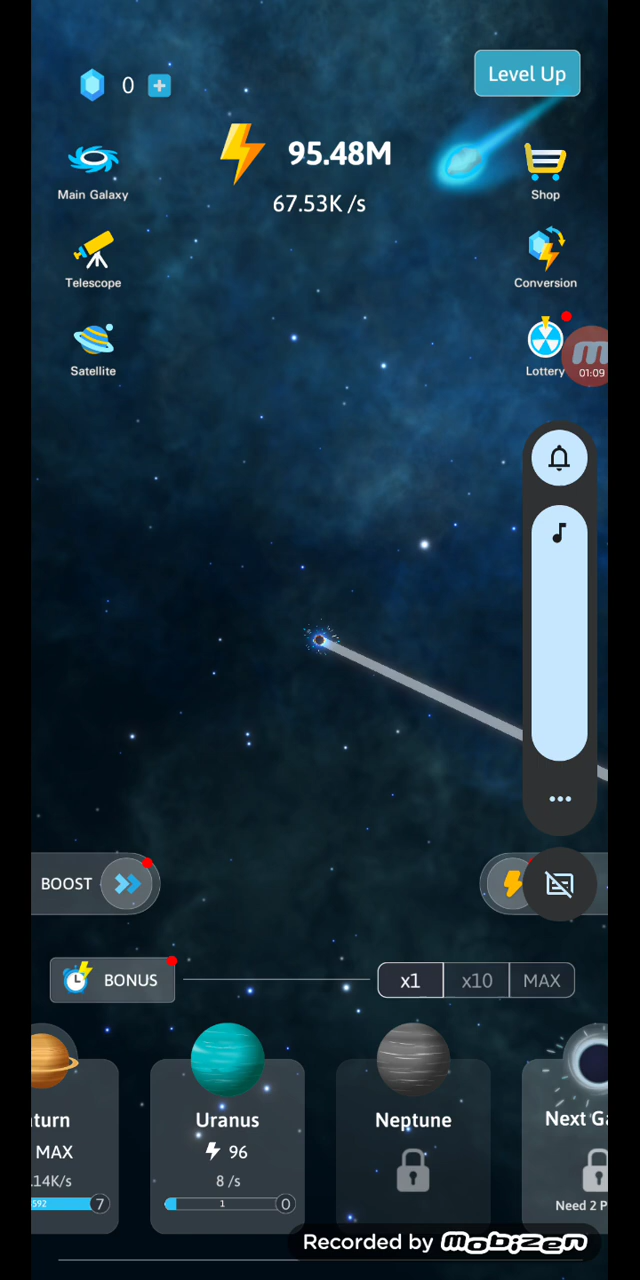 0
Level Up
95.48M
67.53K /s
Main Galaxy
Shop
Telescope
Conversion
Satellite
Lottery
01:09
BOOST
BONUS
x1 x10 MAX
turn
Uranus
Neptune
Next Ga
MAX
96
.14K/s
8 /s
592
7
1
0
Need 2 P
Recorded by mobizen